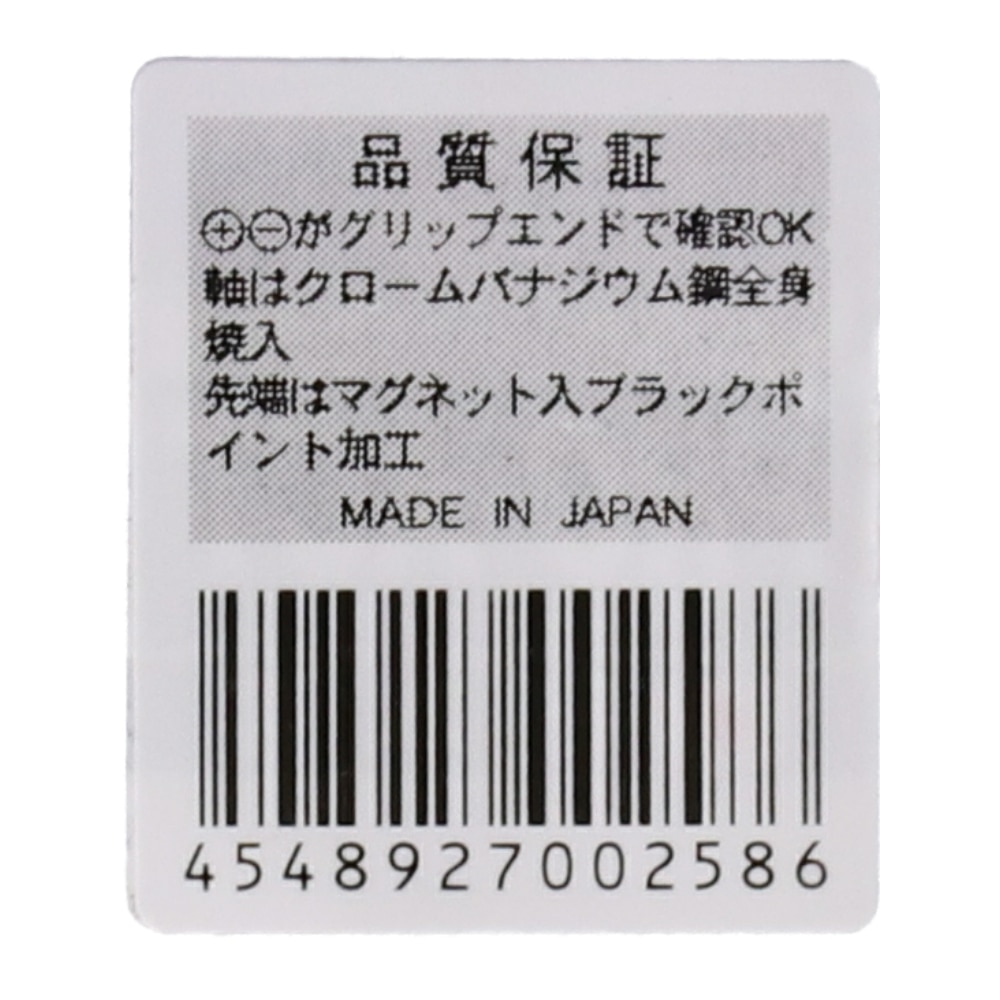 品質保証
⊕⊖がグリップエンドで確認OK
軸はクロームバナジウム鋼全身
焼入
先端はマグネット入ブラックポ
イント加工
MADE IN JAPAN
4548927002586